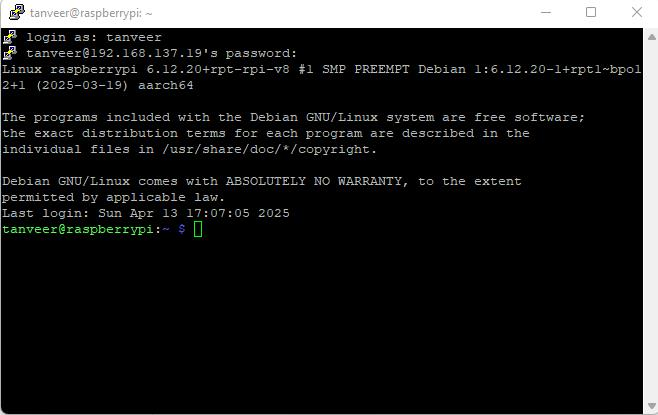 tanveer@raspberrypi: ~
login as: tanveer
tanveer@192.168.137.19's password:
Linux raspberrypi 6.12.20+rpt-rpi-v8 #1 SMP PREEMPT Debian 1:6.12.20-1+rpt1~bpo1
2+1 (2025-03-19) aarch64
The programs included with the Debian GNU/Linux system are free software;
the exact distribution terms for each program are described in the
individual files in /usr/share/doc/*/copyright.
Debian GNU/Linux comes with ABSOLUTELY NO WARRANTY, to the extent
permitted by applicable law.
Last login: Sun Apr 13 17:07:05 2025
tanveer@raspberrypi:~ $